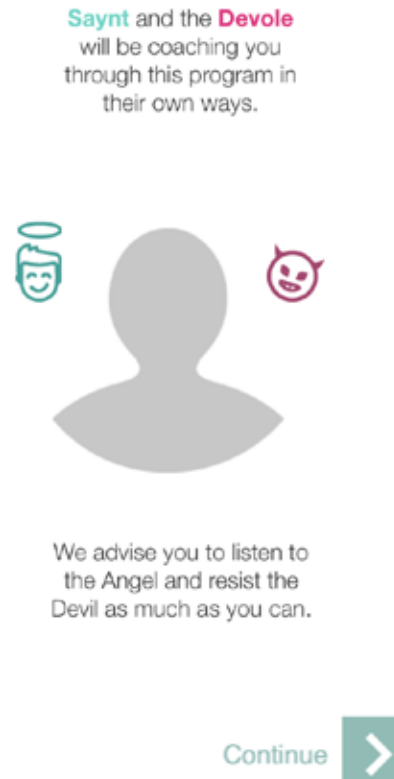 Saynt and the Devole
will be coaching you
through this program in
their own ways.
We advise you to listen to
the Angel and resist the
Devil as much as you can.
Continue